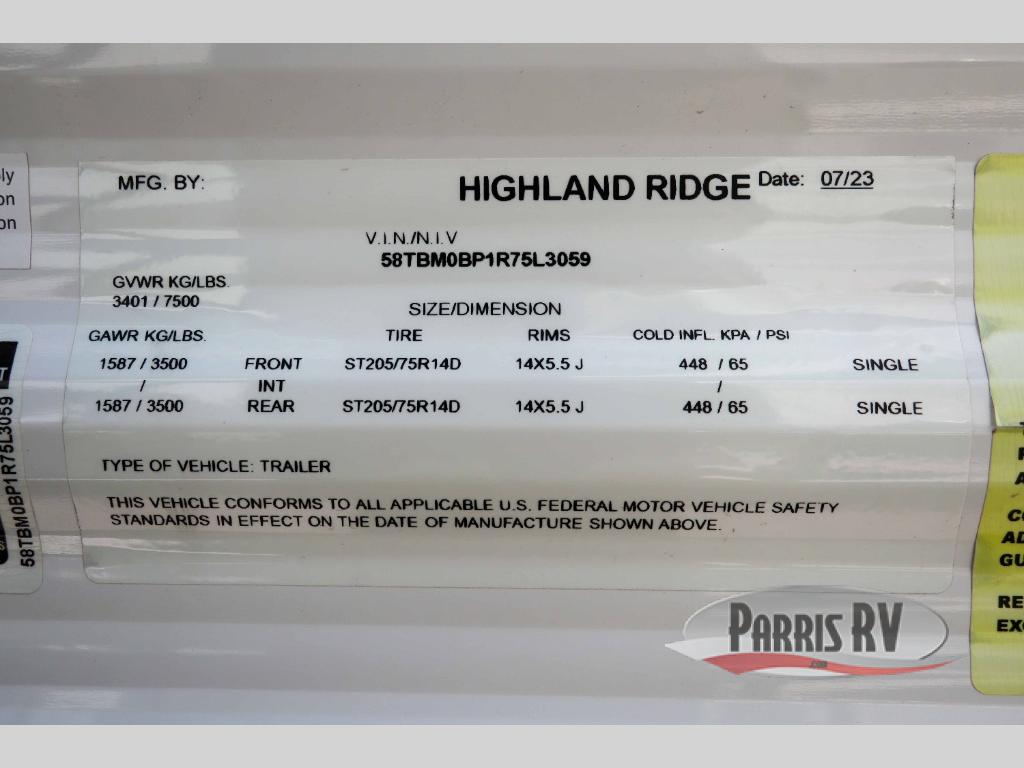 MFG. BY: HIGHLAND RIDGE Date: 07/23
V.I.N./N.I.V
58TBM0BP1R75L3059
GVWR KG/LBS.
3401 / 7500
SIZE/DIMENSION
GAWR KG/LBS. TIRE RIMS COLD INFL. KPA / PSI
1587 / 3500 FRONT ST205/75R14D 14X5.5 J 448 / 65 SINGLE
/ INT /
1587 / 3500 REAR ST205/75R14D 14X5.5 J 448 / 65 SINGLE
TYPE OF VEHICLE: TRAILER
THIS VEHICLE CONFORMS TO ALL APPLICABLE U.S. FEDERAL MOTOR VEHICLE SAFETY
STANDARDS IN EFFECT ON THE DATE OF MANUFACTURE SHOWN ABOVE.
58TBM0BP1R75L3059
PARRIS RV
.com